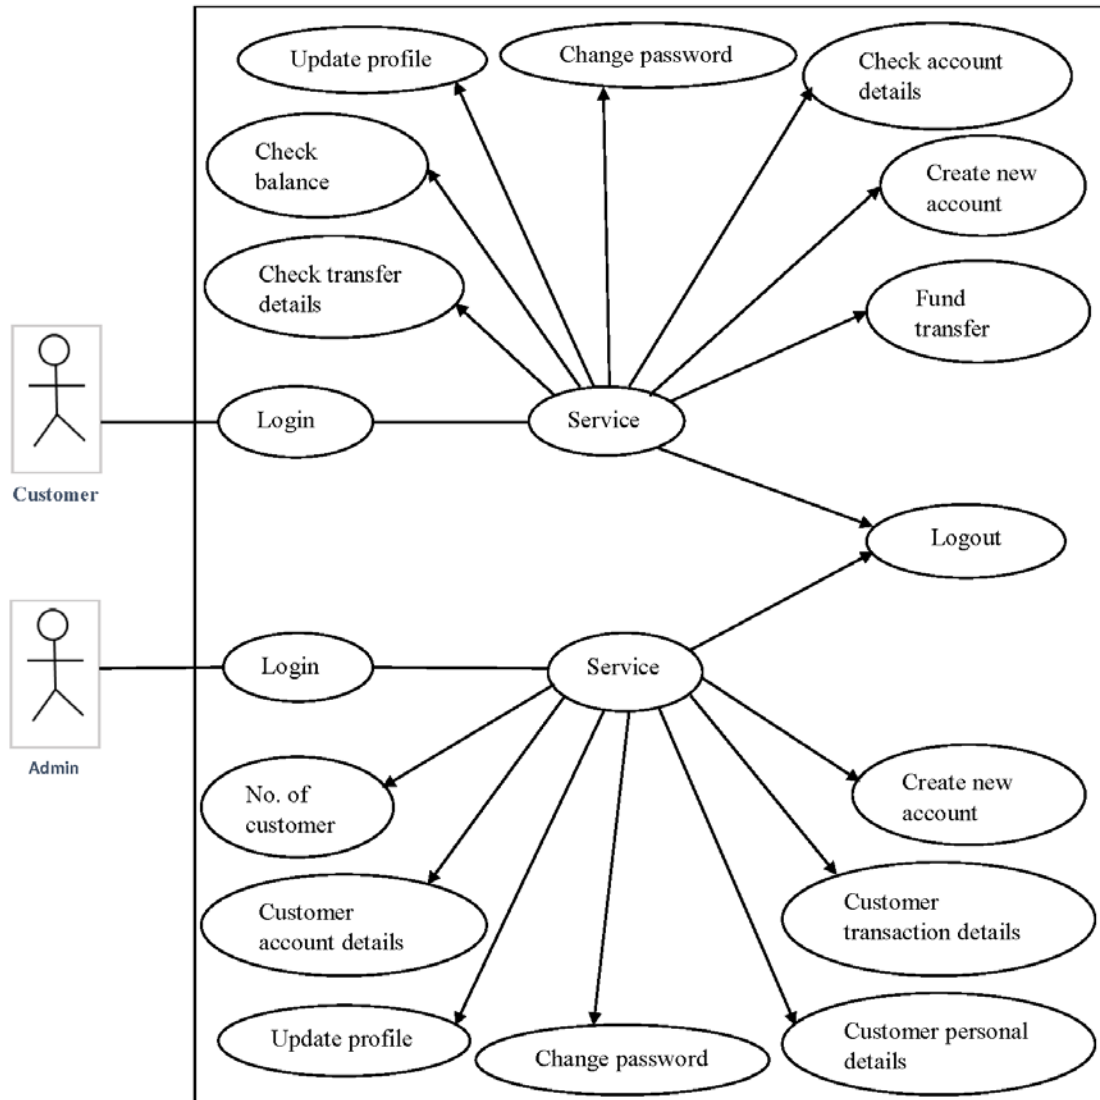 Update profile
Change password
Check account
details
Check
balance
Create new
account
Check transfer
details
Fund
transfer
Login
Service
Customer
Logout
Login
Service
Admin
No. of
customer
Create new
account
Customer
account details
Customer
transaction details
Update profile
Change password
Customer personal
details